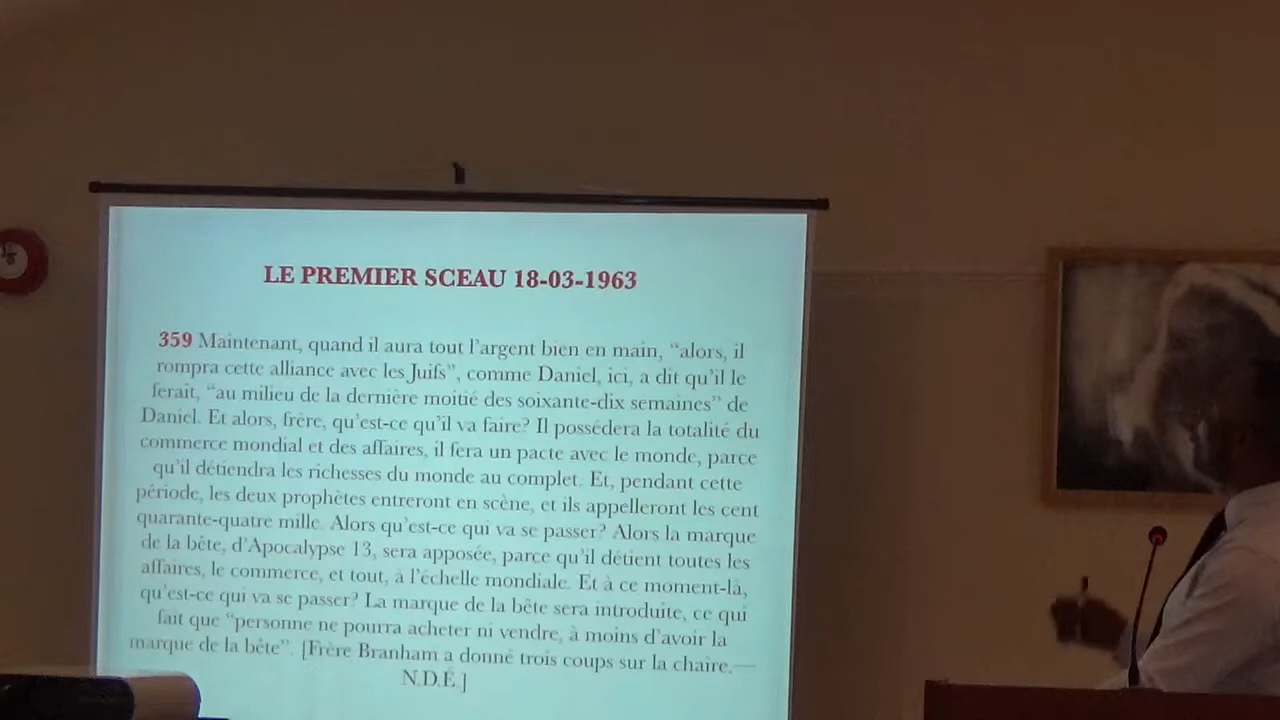 LE PREMIER SCEAU 18-03-1963
359 Maintenant, quand il aura tout l'argent bien en main, “alors, il
rompra cette alliance avec les Juifs”, comme Daniel, ici, a dit qu'il le
ferait, “au milieu de la dernière moitié des soixante-dix semaines” de
Daniel. Et alors, frère, qu'est-ce qu'il va faire? Il possédera la totalité du
commerce mondial et des affaires, il fera un pacte avec le monde, parce
qu'il détiendra les richesses du monde au complet. Et, pendant cette
période, les deux prophètes entreront en scène, et ils appelleront les cent
quarante-quatre mille. Alors qu'est-ce qui va se passer? Alors la marque
de la bête, d'Apocalypse 13, sera apposée, parce qu'il détient toutes les
affaires, le commerce, et tout, à l'échelle mondiale. Et à ce moment-là,
qu'est-ce qui va se passer? La marque de la bête sera introduite, ce qui
fait que “personne ne pourra acheter ni vendre, à moins d'avoir la
marque de la bête”. [Frère Branham a donné trois coups sur la chaire.—
N.D.É.]